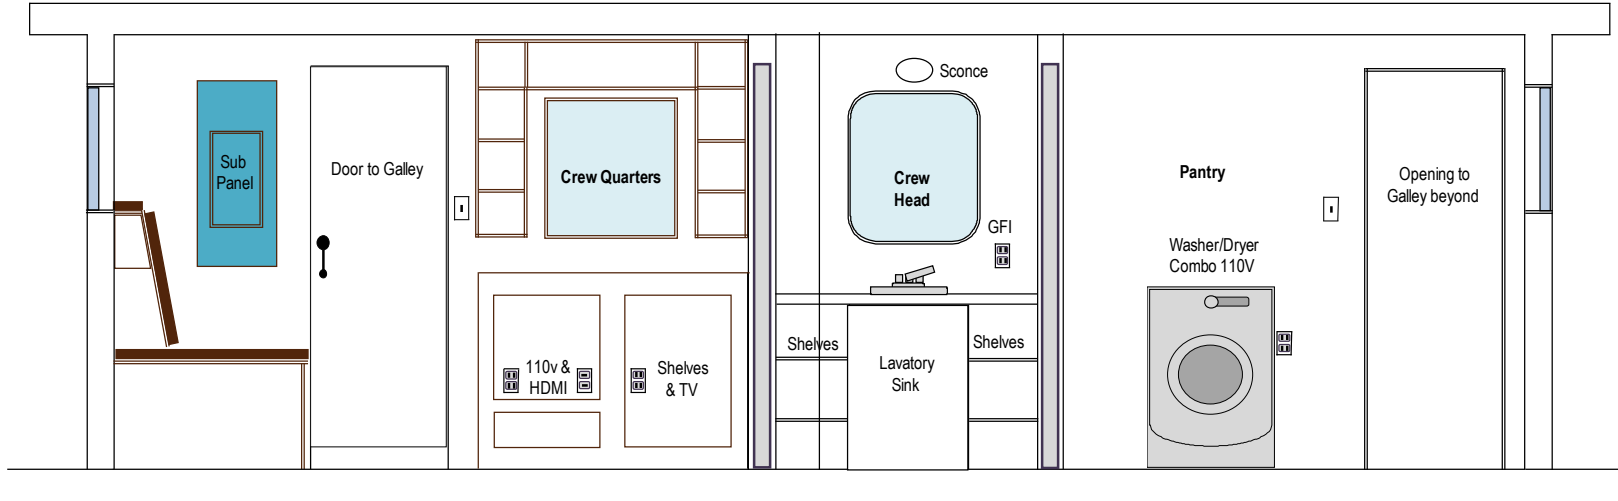 Sub
Panel
Door to Galley
Crew Quarters
110v &
HDMI
Shelves
& TV
Sconce
Crew
Head
GFI
Shelves
Lavatory
Sink
Shelves
Pantry
Washer/Dryer
Combo 110V
Opening to
Galley beyond